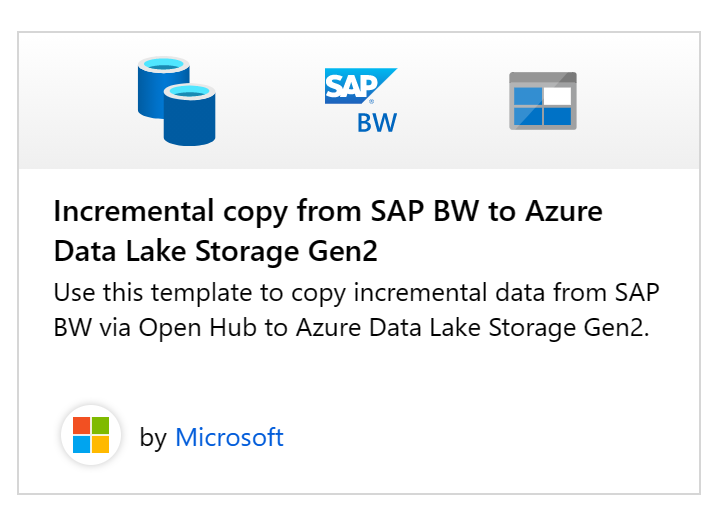 SAP
BW
Incremental copy from SAP BW to Azure
Data Lake Storage Gen2
Use this template to copy incremental data from SAP
BW via Open Hub to Azure Data Lake Storage Gen2.
by Microsoft